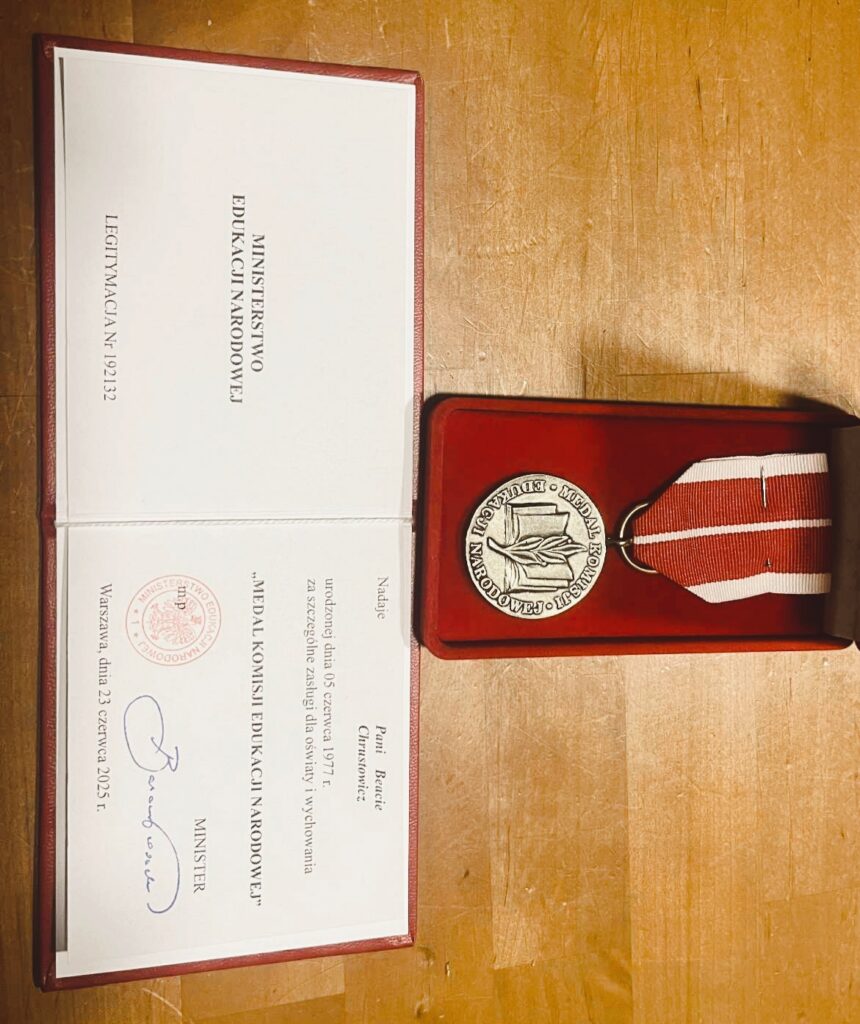 MINISTERSTWO
EDUKACJI NARODOWEJ
LEGITYMACJA Nr 192132
Nadaje
Pani Beacie
Chrustowicz
urodzonej dnia 05 czerwca 1977 r.
za szczególne zasługi dla oświaty i wychowania
„MEDAL KOMISJI EDUKACJI NARODOWEJ”
MINISTER
m.p
MINISTERSTWO EDUKACJI NARODOWEJ * 1 *
Warszawa, dnia 23 czerwca 2025 r.
MEDAL KOMISJI • EDUKACJI NARODOWEJ •